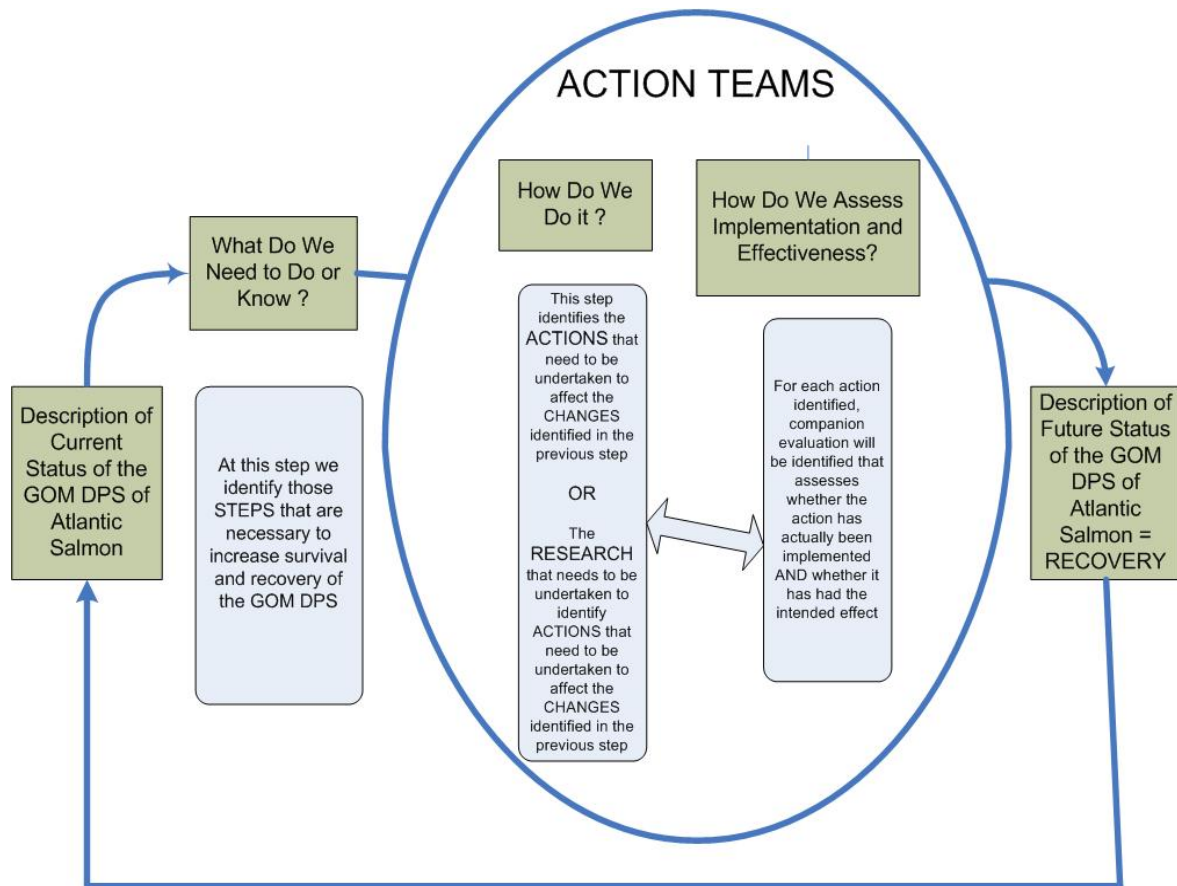 ACTION TEAMS
How Do We
Do it ?
How Do We Assess
Implementation and
Effectiveness?
What Do We
Need to Do or
Know ?
This step
identifies the
ACTIONS that
need to be
undertaken to
affect the
CHANGES
identified in the
previous step
OR
The
RESEARCH
that needs to be
undertaken to
identify
ACTIONS that
need to be
undertaken to
affect the
CHANGES
identified in the
previous step
For each action
identified,
companion
evaluation will
be identified that
assesses
whether the
action has
actually been
implemented
AND whether it
has had the
intended effect
Description of
Current
Status of the
GOM DPS of
Atlantic
Salmon
At this step we
identify those
STEPS that are
necessary to
increase survival
and recovery of
the GOM DPS
Description of
Future Status
of the GOM
DPS of
Atlantic
Salmon =
RECOVERY